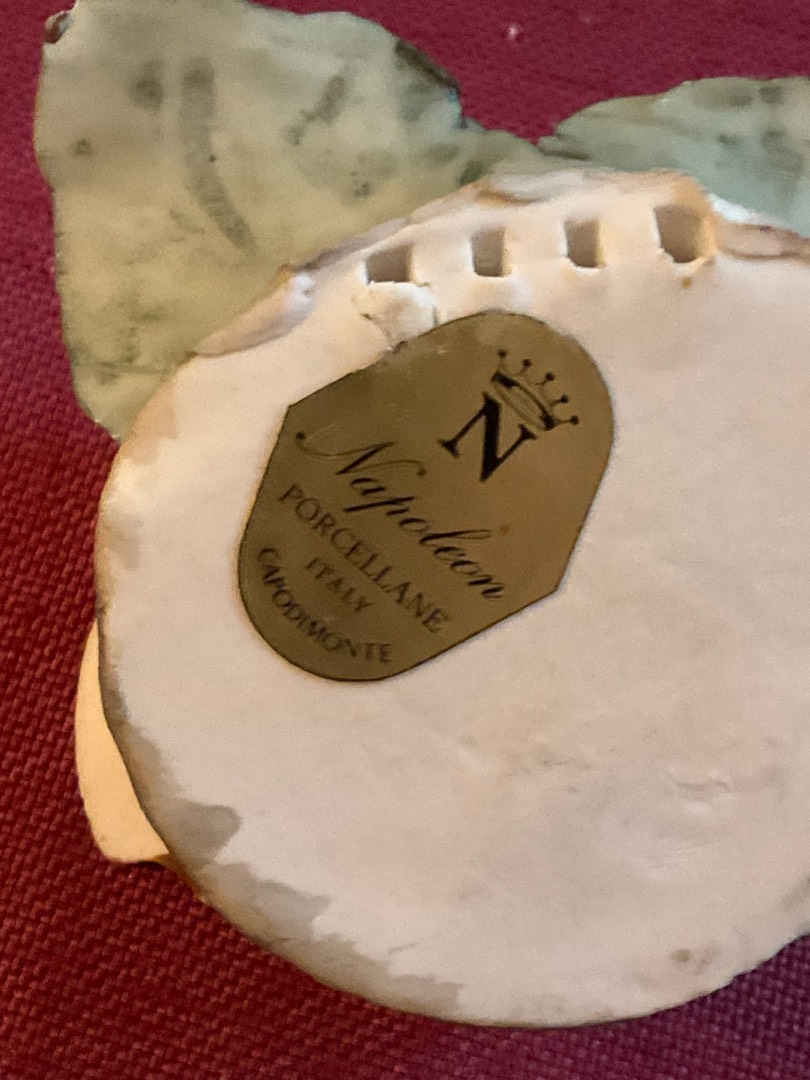 N
Napoleon
PORCELLANE
ITALY
CAPODIMONTE